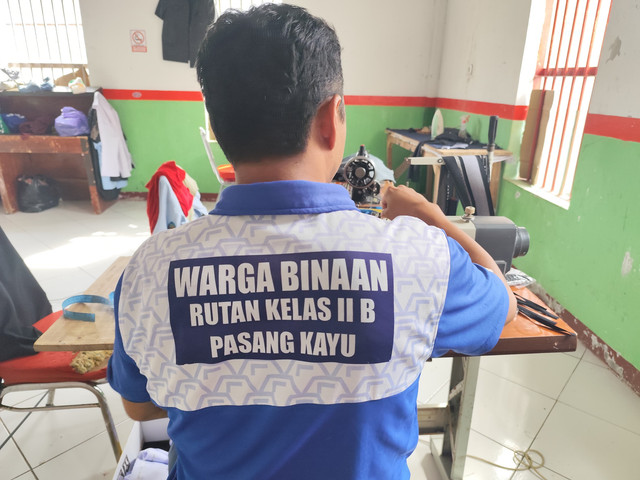 WARGA BINAAN
RUTAN KELAS II B
PASANG KAYU